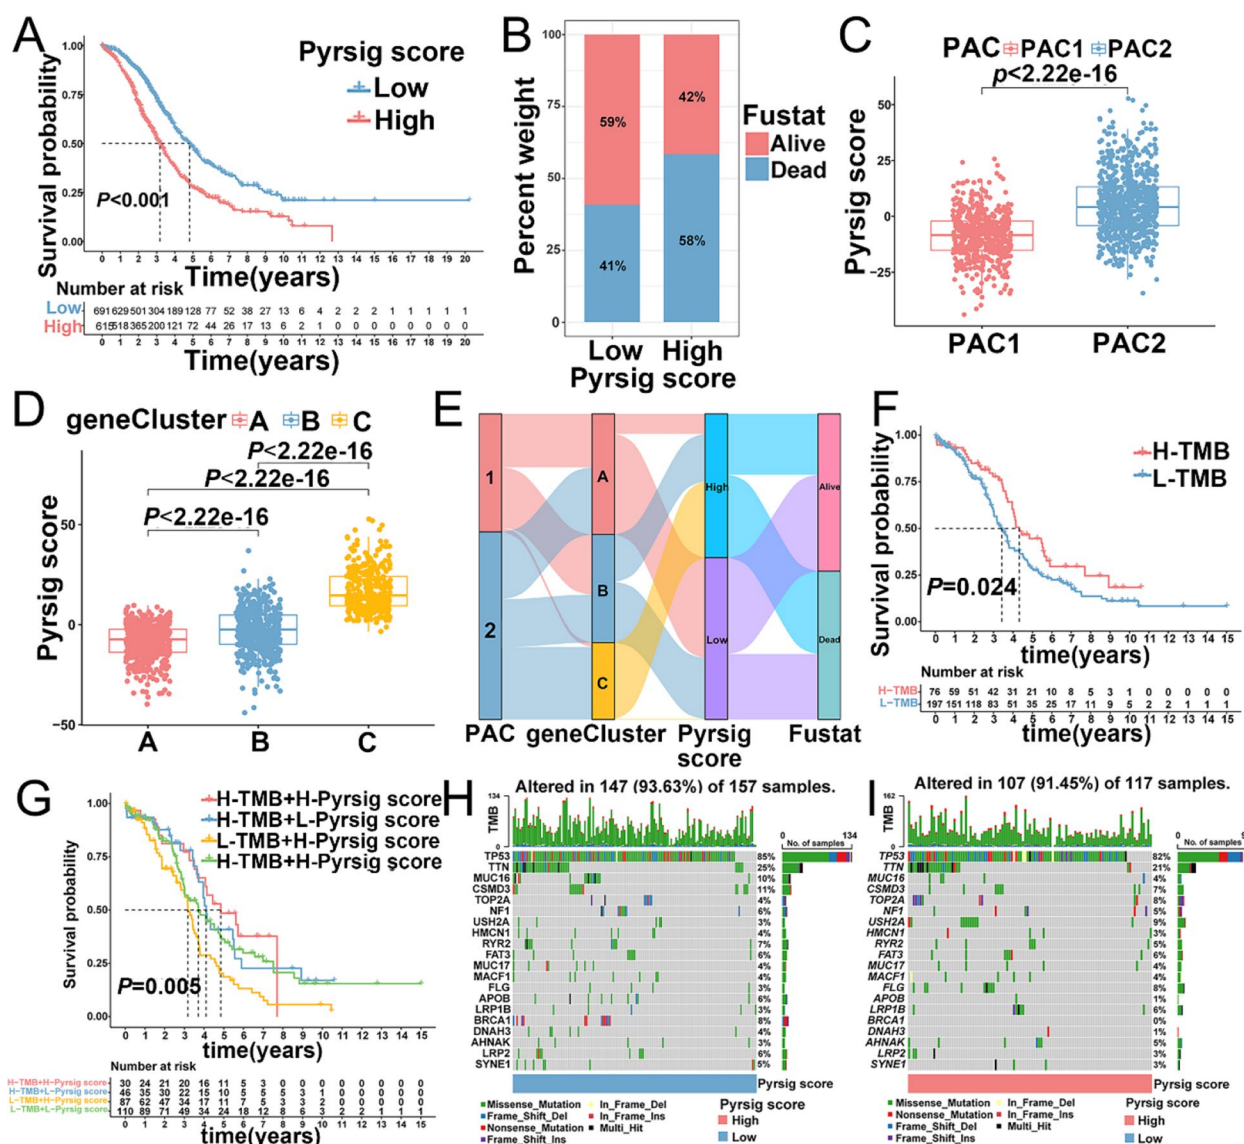 A
Pyrsig score
Low
High
Survival probability
1.00
0.75
0.50
0.25
0.00
P<0.001
0 1 2 3 4 5 6 7 8 9 10 11 12 13 14 15 16 17 18 19 20
Time(years)
Number at risk
Low 691 629 501 304 189 128 77 52 38 27 13 6 4 2 2 2 1 1 1 1 1
High 615 518 365 200 121 72 44 26 17 13 6 2 1 0 0 0 0 0 0 0 0
0 1 2 3 4 5 6 7 8 9 10 11 12 13 14 15 16 17 18 19 20
Time(years)
B
Percent weight
100
75
50
25
0
59%
41%
42%
58%
Fustat
Alive
Dead
Low High
Pyrsig score
C
PAC PAC1 PAC2
p<2.22e-16
Pyrsig score
50
25
0
−25
PAC1 PAC2
D
geneCluster A B C
P<2.22e-16
P<2.22e-16
P<2.22e-16
Pyrsig score
50
0
−50
A B C
E
1
2
A
B
C
High
Low
Alive
Dead
PAC geneCluster Pyrsig score Fustat
F
H-TMB
L-TMB
Survival probability
1.00
0.75
0.50
0.25
0.00
P=0.024
0 1 2 3 4 5 6 7 8 9 10 11 12 13 14 15
time(years)
Number at risk
H−TMB 76 59 51 42 31 21 10 8 5 3 1 0 0 0 0 0
L−TMB 197 151 118 83 51 35 25 17 11 9 5 2 2 1 1 1
0 1 2 3 4 5 6 7 8 9 10 11 12 13 14 15
time(years)
G
H-TMB+H-Pyrsig score
H-TMB+L-Pyrsig score
L-TMB+H-Pyrsig score
H-TMB+H-Pyrsig score
Survival probability
1.00
0.75
0.50
0.25
0.00
P=0.005
0 1 2 3 4 5 6 7 8 9 10 11 12 13 14 15
time(years)
Number at risk
H−TMB+H−Pyrsig score 30 24 21 20 16 11 5 3 0 0 0 0 0 0 0 0
H−TMB+L−Pyrsig score 46 35 30 22 15 10 5 5 5 3 1 0 0 0 0 0
L−TMB+H−Pyrsig score 87 62 47 34 17 11 7 5 3 3 2 0 0 0 0 0
L−TMB+L−Pyrsig score 110 89 71 49 34 24 18 12 8 6 3 2 2 1 1 1
0 1 2 3 4 5 6 7 8 9 10 11 12 13 14 15
time(years)
H
Altered in 147 (93.63%) of 157 samples.
TMB
134
0
0 134
No. of samples
TP53 85%
TTN 25%
MUC16 10%
CSMD3 11%
TOP2A 4%
NF1 6%
USH2A 3%
HMCN1 4%
RYR2 7%
FAT3 6%
MUC17 4%
MACF1 4%
FLG 3%
APOB 6%
LRP1B 3%
BRCA1 8%
DNAH3 4%
AHNAK 3%
LRP2 6%
SYNE1 5%
Pyrsig score
Missense_Mutation
Frame_Shift_Del
Nonsense_Mutation
Frame_Shift_Ins
In_Frame_Del
In_Frame_Ins
Multi_Hit
Pyrsig score
High
Low
I
Altered in 107 (91.45%) of 117 samples.
TMB
162
0
0
No. of samples
TP53 82%
TTN 21%
MUC16 4%
CSMD3 7%
TOP2A 8%
NF1 5%
USH2A 9%
HMCN1 3%
RYR2 5%
FAT3 6%
MUC17 4%
MACF1 4%
FLG 8%
APOB 1%
LRP1B 6%
BRCA1 0%
DNAH3 1%
AHNAK 5%
LRP2 3%
SYNE1 3%
Pyrsig score
Missense_Mutation
Nonsense_Mutation
Frame_Shift_Del
Frame_Shift_Ins
In_Frame_Del
In_Frame_Ins
Multi_Hit
Pyrsig score
High
Low